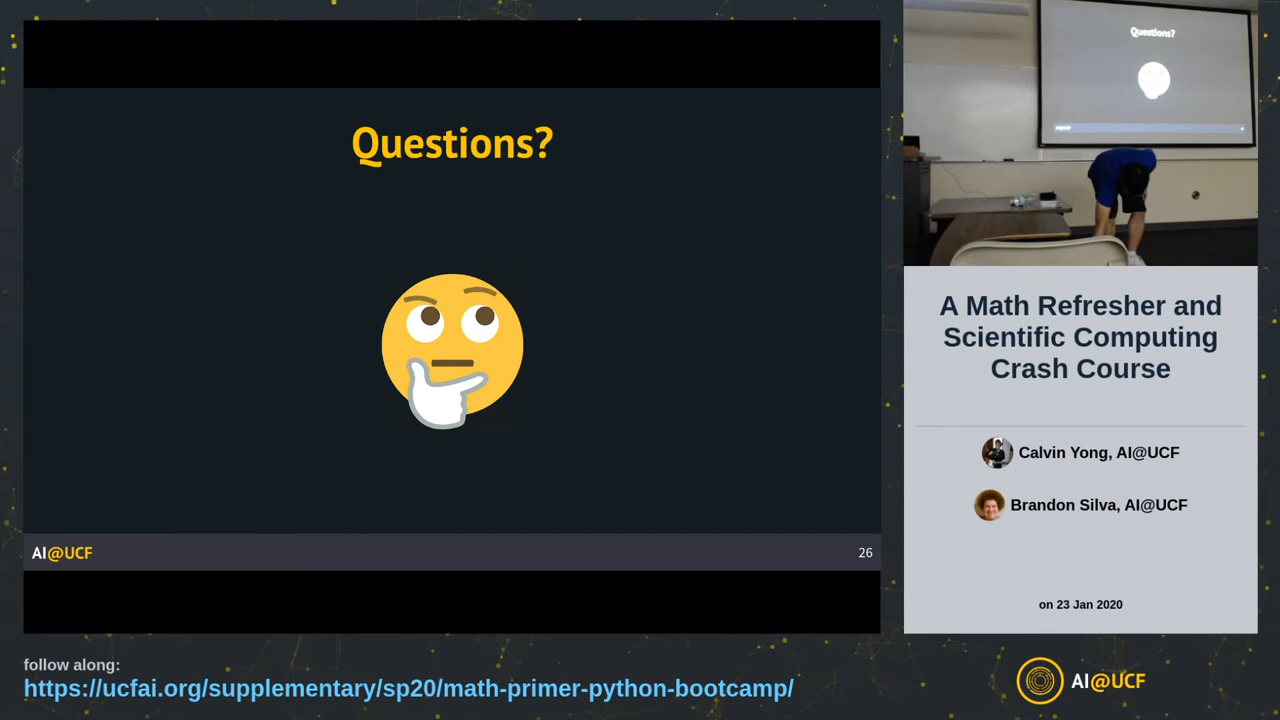 Questions?
AI@UCF
26
Questions?
A Math Refresher and
Scientific Computing
Crash Course
Calvin Yong, AI@UCF
Brandon Silva, AI@UCF
on 23 Jan 2020
follow along:
https://ucfai.org/supplementary/sp20/math-primer-python-bootcamp/
AI@UCF